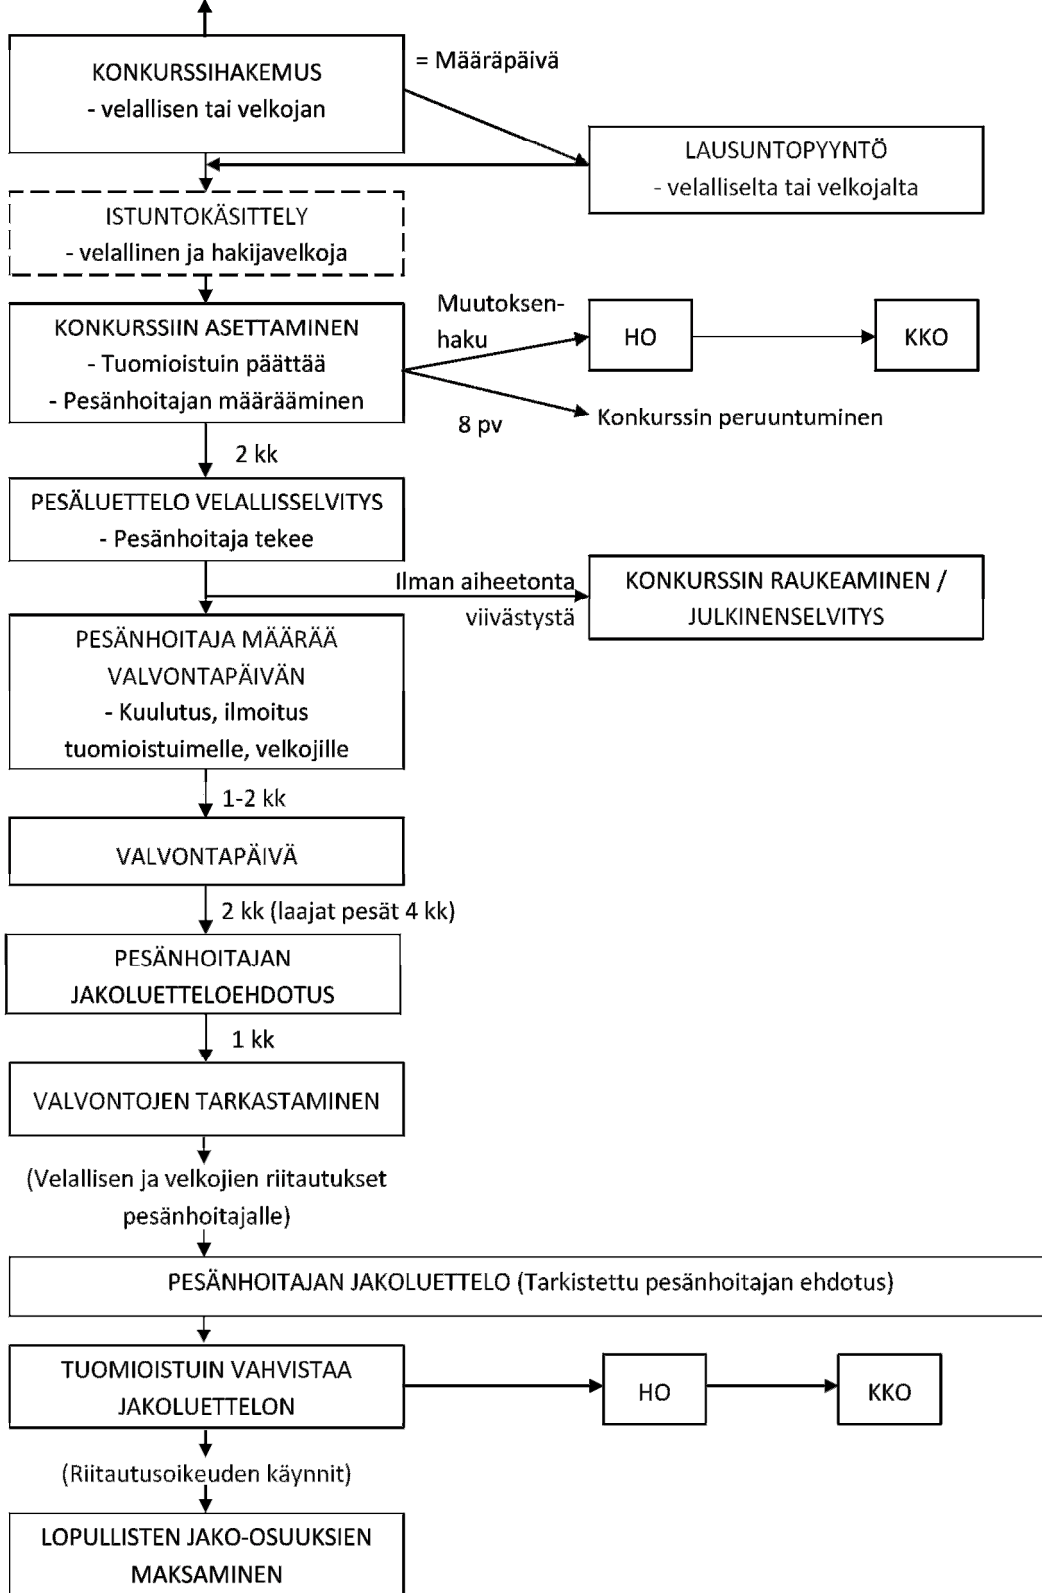 KONKURSSIHAKEMUS
- velallisen tai velkojan
= Määräpäivä
LAUSUNTOPYYNTÖ
- velalliselta tai velkojalta
ISTUNTOKÄSITTELY
- velallinen ja hakijavelkoja
KONKURSSIIN ASETTAMINEN
- Tuomioistuin päättää
- Pesänhoitajan määrääminen
Muutoksen-
haku
HO
KKO
8 pv
Konkurssin peruuntuminen
2 kk
PESÄLUETTELO VELALLISSELVITYS
- Pesänhoitaja tekee
Ilman aiheetonta
viivästystä
KONKURSSIN RAUKEAMINEN /
JULKINENSELVITYS
PESÄNHOITAJA MÄÄRÄÄ
VALVONTAPÄIVÄN
- Kuulutus, ilmoitus
tuomioistuimelle, velkojille
1-2 kk
VALVONTAPÄIVÄ
2 kk (laajat pesät 4 kk)
PESÄNHOITAJAN
JAKOLUETTELOEHDOTUS
1 kk
VALVONTOJEN TARKASTAMINEN
(Velallisen ja velkojien riitautukset
pesänhoitajalle)
PESÄNHOITAJAN JAKOLUETTELO (Tarkistettu pesänhoitajan ehdotus)
TUOMIOISTUIN VAHVISTAA
JAKOLUETTELON
HO
KKO
(Riitautusoikeuden käynnit)
LOPULLISTEN JAKO-OSUUKSIEN
MAKSAMINEN